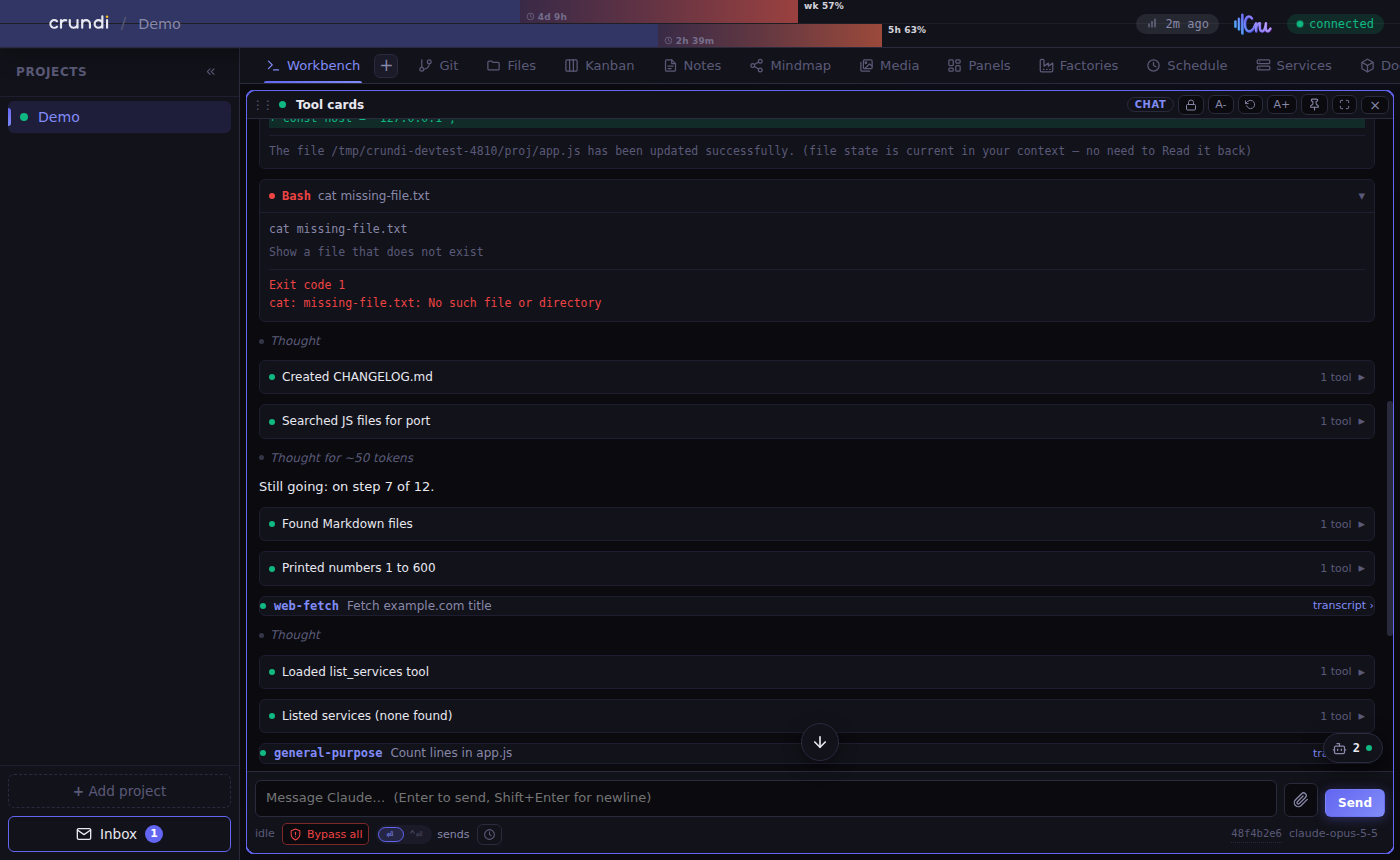 crundi / Demo
4d 9h
wk 57%
2h 39m
5h 63%
2m ago
connected
PROJECTS
Demo
Workbench
Git
Files
Kanban
Notes
Mindmap
Media
Panels
Factories
Schedule
Services
Do
Tool cards
CHAT
A-
A+
The file /tmp/crundi-devtest-4810/proj/app.js has been updated successfully. (file state is current in your context — no need to Read it back)
Bash cat missing-file.txt
cat missing-file.txt
Show a file that does not exist
Exit code 1
cat: missing-file.txt: No such file or directory
Thought
Created CHANGELOG.md 1 tool
Searched JS files for port 1 tool
Thought for ~50 tokens
Still going: on step 7 of 12.
Found Markdown files 1 tool
Printed numbers 1 to 600 1 tool
web-fetch Fetch example.com title transcript ›
Thought
Loaded list_services tool 1 tool
Listed services (none found) 1 tool
general-purpose Count lines in app.js
2
Message Claude… (Enter to send, Shift+Enter for newline)
Send
idle
Bypass all
sends
48f4b2e6 claude-opus-5-5
+ Add project
Inbox 1